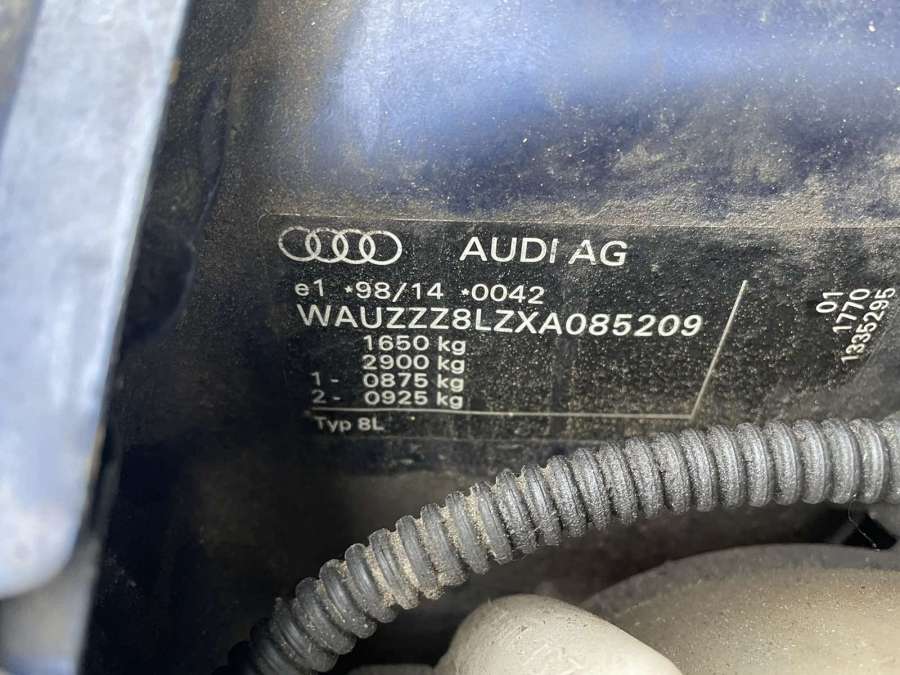 AUDI AG
e1 *98/14 *0042
WAUZZZ8LZXA085209
1650 kg
2900 kg
1- 0875 kg
2- 0925 kg
Typ 8L
01
1770
1335295